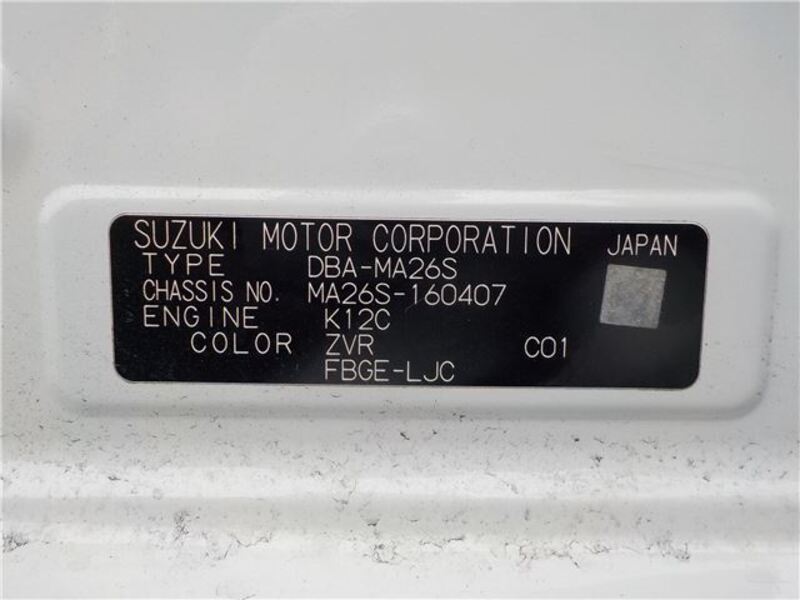 SUZUKI MOTOR CORPORATION JAPAN
TYPE DBA-MA26S
CHASSIS NO. MA26S-160407
ENGINE K12C
COLOR ZVR C01
FBGE-LJC